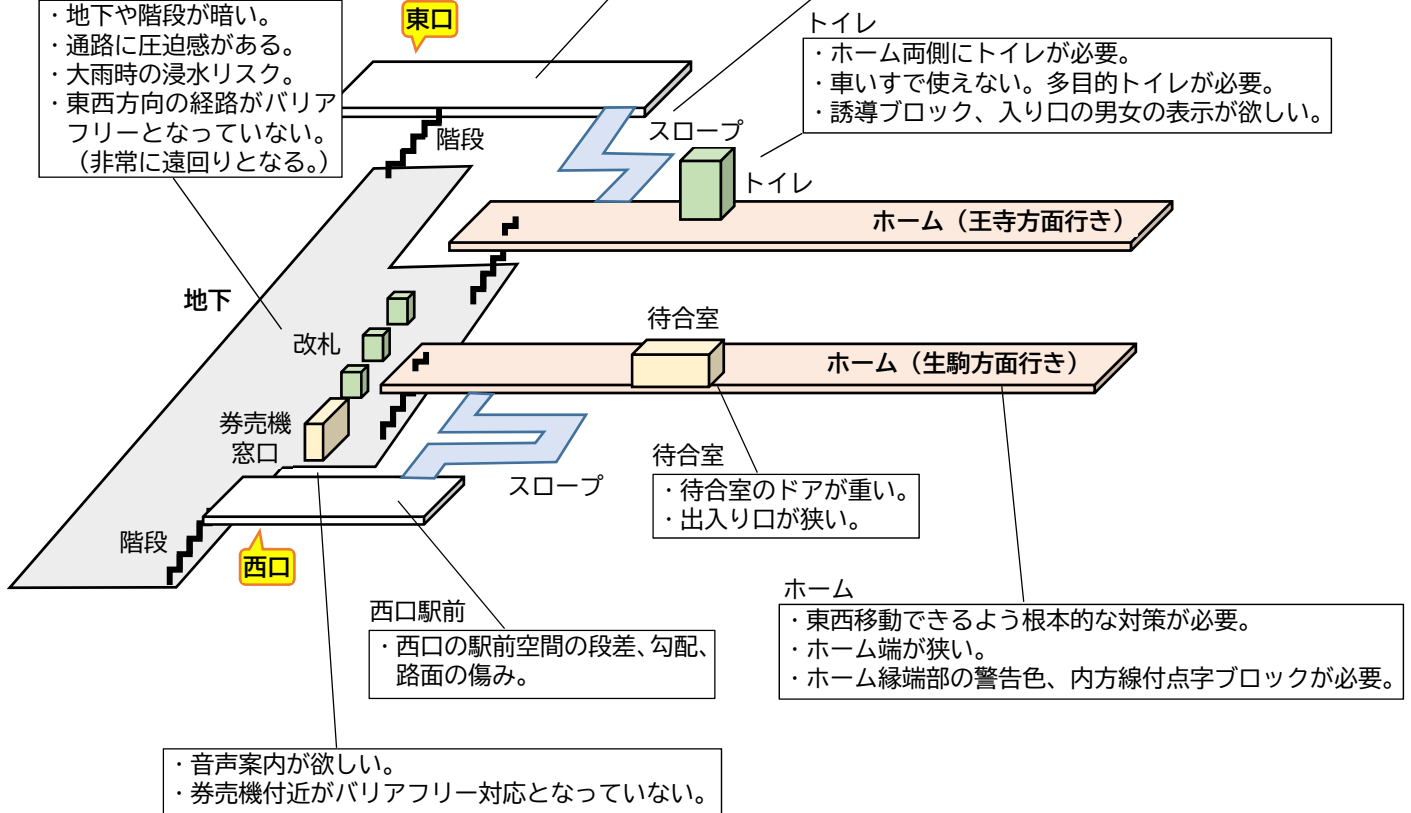 ・地下や階段が暗い。
・通路に圧迫感がある。
・大雨時の浸水リスク。
・東西方向の経路がバリア
フリーとなっていない。
（非常に遠回りとなる。）
東口
トイレ
・ホーム両側にトイレが必要。
・車いすで使えない。多目的トイレが必要。
・誘導ブロック、入り口の男女の表示が欲しい。
階段
スロープ
トイレ
ホーム（王寺方面行き）
地下
改札
待合室
ホーム（生駒方面行き）
券売機
窓口
スロープ
待合室
・待合室のドアが重い。
・出入り口が狭い。
階段
西口
西口駅前
・西口の駅前空間の段差、勾配、
路面の傷み。
ホーム
・東西移動できるよう根本的な対策が必要。
・ホーム端が狭い。
・ホーム縁端部の警告色、内方線付点字ブロックが必要。
・音声案内が欲しい。
・券売機付近がバリアフリー対応となっていない。